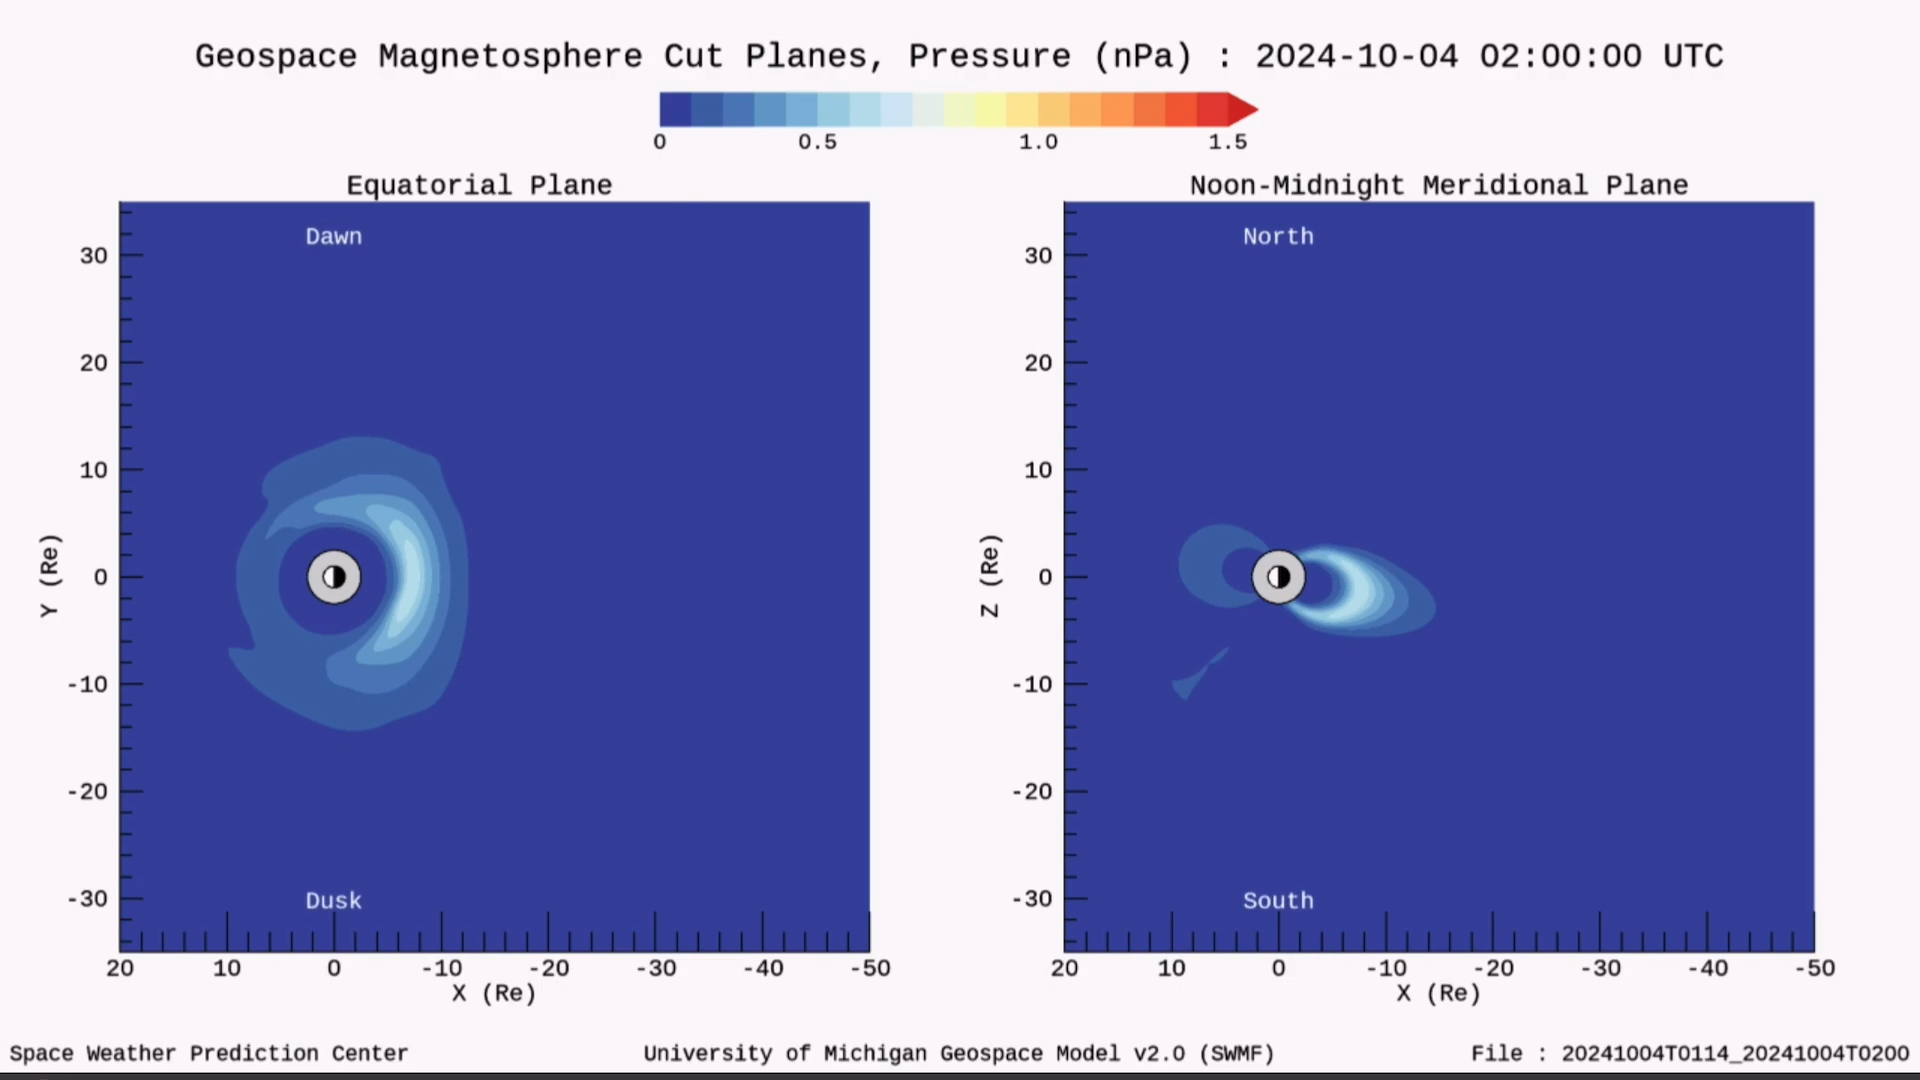 Geospace Magnetosphere Cut Planes, Pressure (nPa) : 2024-10-04 02:00:00 UTC
0 0.5 1.0 1.5
Equatorial Plane
Dawn
30
20
10
0
-10
-20
-30
Y (Re)
Dusk
20 10 0 -10 -20 -30 -40 -50
X (Re)
Noon-Midnight Meridional Plane
North
30
20
10
0
-10
-20
-30
Z (Re)
South
20 10 0 -10 -20 -30 -40 -50
X (Re)
Space Weather Prediction Center
University of Michigan Geospace Model v2.0 (SWMF)
File : 20241004T0114_20241004T0200